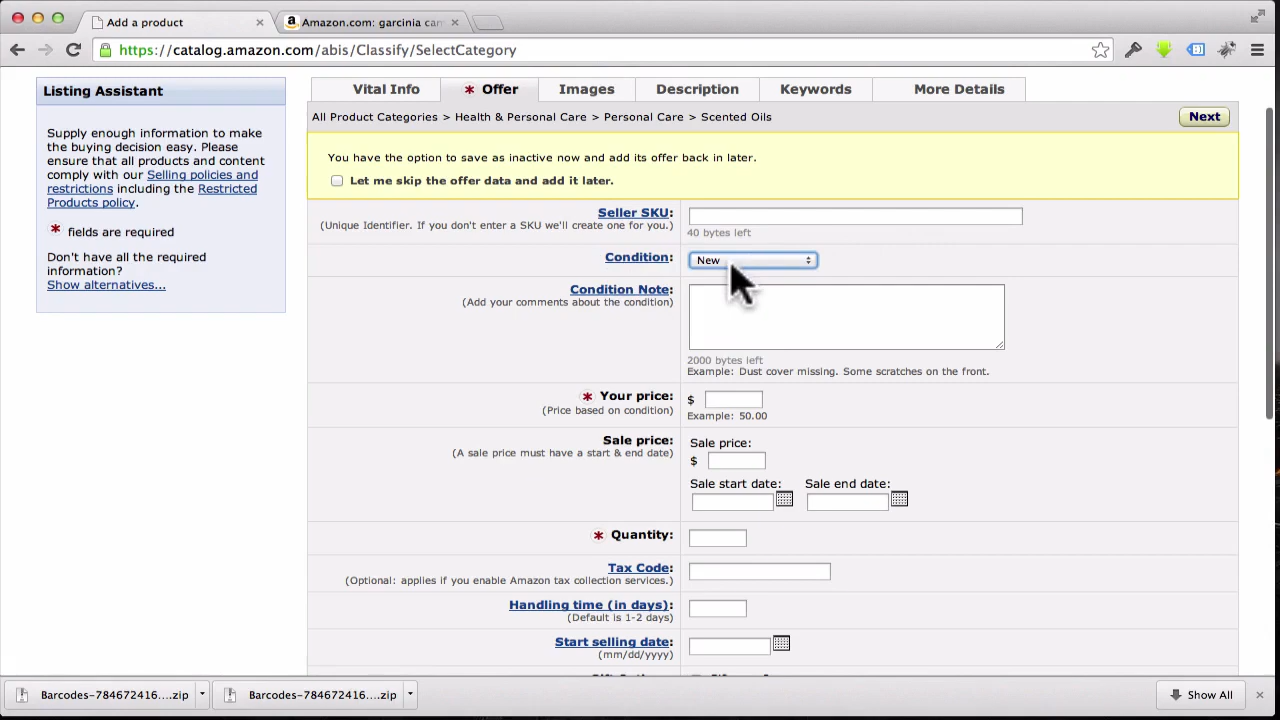 Add a product
Amazon.com: garcinia cam
https://catalog.amazon.com/abis/Classify/SelectCategory
Listing Assistant
Supply enough information to make
the buying decision easy. Please
ensure that all products and content
comply with our Selling policies and
restrictions including the Restricted
Products policy.
* fields are required
Don't have all the required
information?
Show alternatives...
Vital Info
* Offer
Images
Description
Keywords
More Details
All Product Categories > Health & Personal Care > Personal Care > Scented Oils
Next
You have the option to save as inactive now and add its offer back in later.
Let me skip the offer data and add it later.
Seller SKU:
(Unique Identifier. If you don't enter a SKU we'll create one for you.)
40 bytes left
Condition:
New
Condition Note:
(Add your comments about the condition)
2000 bytes left
Example: Dust cover missing. Some scratches on the front.
* Your price:
(Price based on condition)
$
Example: 50.00
Sale price:
(A sale price must have a start & end date)
Sale price:
$
Sale start date:
Sale end date:
* Quantity:
Tax Code:
(Optional: applies if you enable Amazon tax collection services.)
Handling time (in days):
(Default is 1-2 days)
Start selling date:
(mm/dd/yyyy)
Barcodes-784672416....zip
Barcodes-784672416....zip
Show All